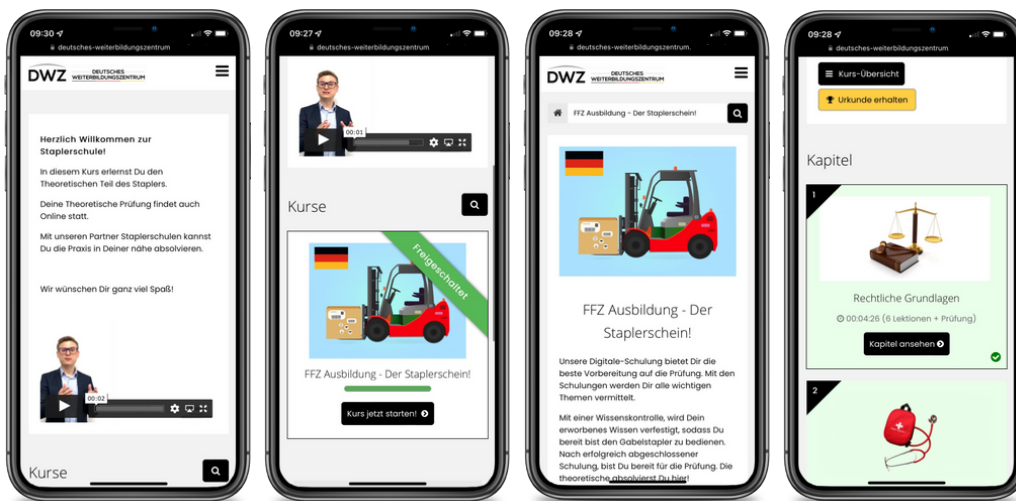 09:30
deutsches-weiterbildungszentrum
DWZ
DEUTSCHES
WEITERBILDUNGSZENTRUM
Herzlich Willkommen zur
Staplerschule!
In diesem Kurs erlernst Du den
Theoretischen Teil des Staplers.
Deine Theoretische Prüfung findet auch
Online statt.
Mit unseren Partner Staplerschulen kannst
Du die Praxis in Deiner nähe absolvieren.
Wir wünschen Dir ganz viel Spaß!
00:02
Kurse
09:27
deutsches-weiterbildungszentrum
00:01
Kurse
Freigeschaltet
FFZ Ausbildung - Der Staplerschein!
Kurs jetzt starten!
09:28
deutsches-weiterbildungszentrum.
DWZ
DEUTSCHES
WEITERBILDUNGSZENTRUM
FFZ Ausbildung - Der Staplerschein!
FFZ Ausbildung - Der
Staplerschein!
Unsere Digitale-Schulung bietet Dir die
beste Vorbereitung auf die Prüfung. Mit den
Schulungen werden Dir alle wichtigen
Themen vermittelt.
Mit einer Wissenskontrolle, wird Dein
erworbenes Wissen verfestigt, sodass Du
bereit bist den Gabelstapler zu bedienen.
Nach erfolgreich abgeschlossener
Schulung, bist Du bereit für die Prüfung. Die
theoretische absolvierst Du hier!
09:28
deutsches-weiterbildungszentrum
Kurs-Übersicht
Urkunde erhalten
Kapitel
1
Rechtliche Grundlagen
00:04:26 (6 Lektionen + Prüfung)
Kapitel ansehen
2